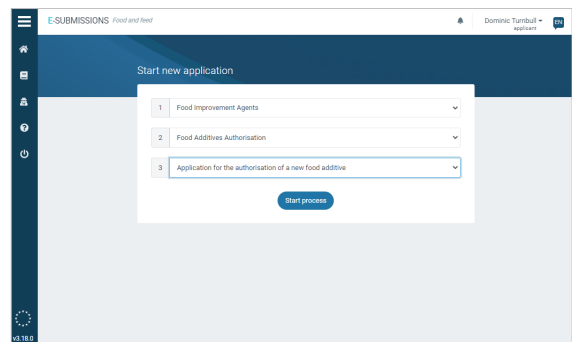 E-SUBMISSIONS Food and feed
Dominic Turnbull
applicant
EN
Start new application
1 Food Improvement Agents
2 Food Additives Authorisation
3 Application for the authorisation of a new food additive
Start process
v3.18.0